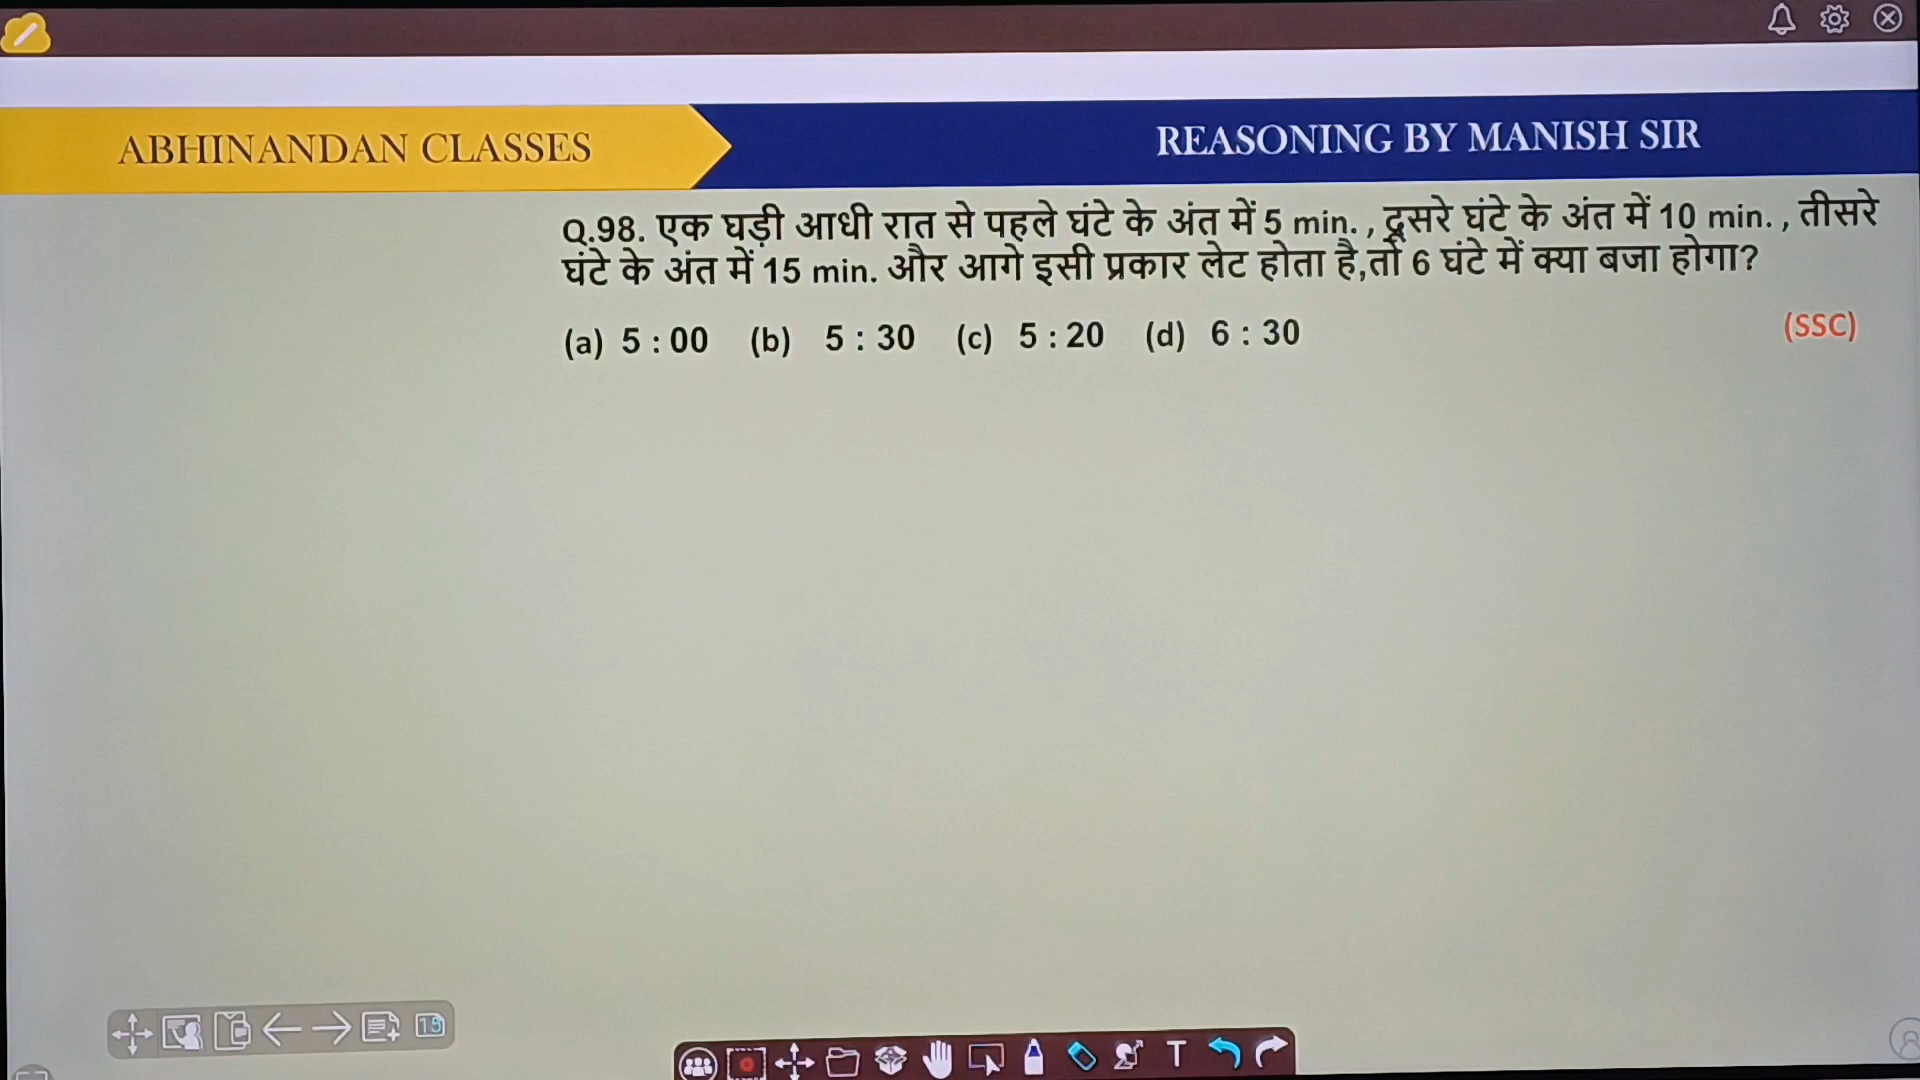 ABHINANDAN CLASSES
REASONING BY MANISH SIR
Q.98. एक घड़ी आधी रात से पहले घंटे के अंत में 5 min. , दूसरे घंटे के अंत में 10 min. , तीसरे
घंटे के अंत में 15 min. और आगे इसी प्रकार लेट होता है,तो 6 घंटे में क्या बजा होगा?
(a) 5 : 00 (b) 5 : 30 (c) 5 : 20 (d) 6 : 30
(SSC)
15
T